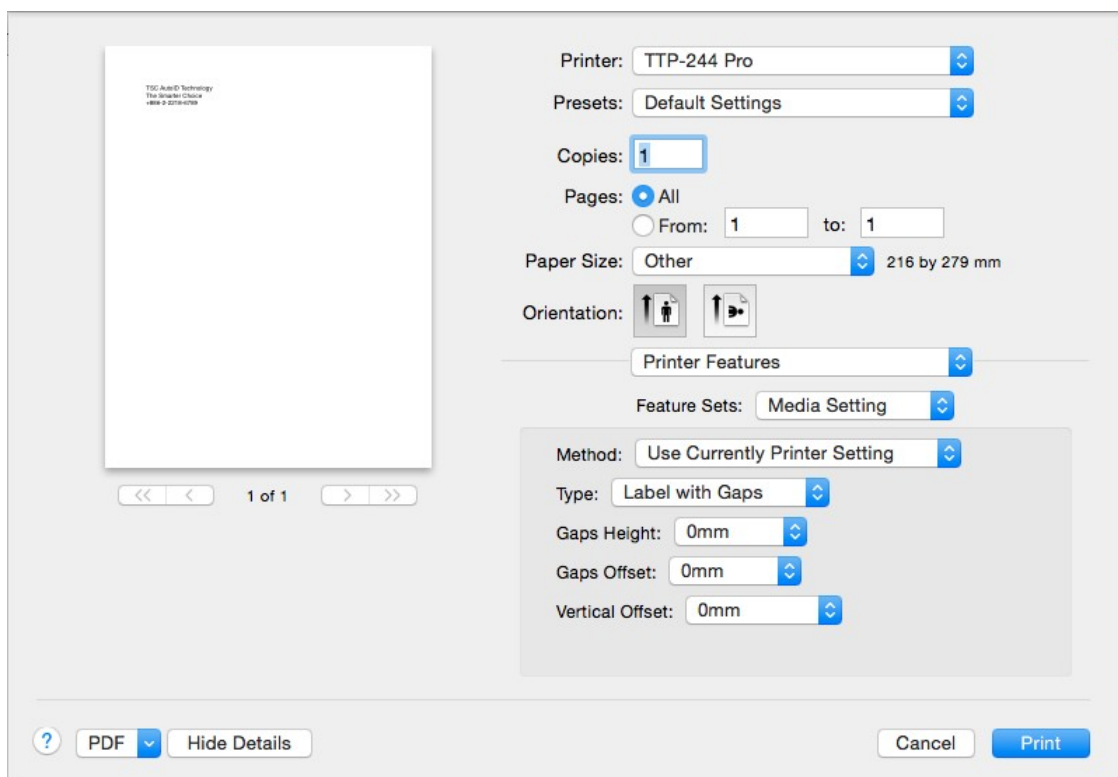 TSC AutoID Technology
The Smarter Choice
Printer: TTP-244 Pro
Presets: Default Settings
Copies: 1
Pages: All
From: 1 to: 1
Paper Size: Other 216 by 279 mm
Orientation:
Printer Features
Feature Sets: Media Setting
Method: Use Currently Printer Setting
Type: Label with Gaps
Gaps Height: 0mm
Gaps Offset: 0mm
Vertical Offset: 0mm
<< < 1 of 1 > >>
? PDF Hide Details Cancel Print